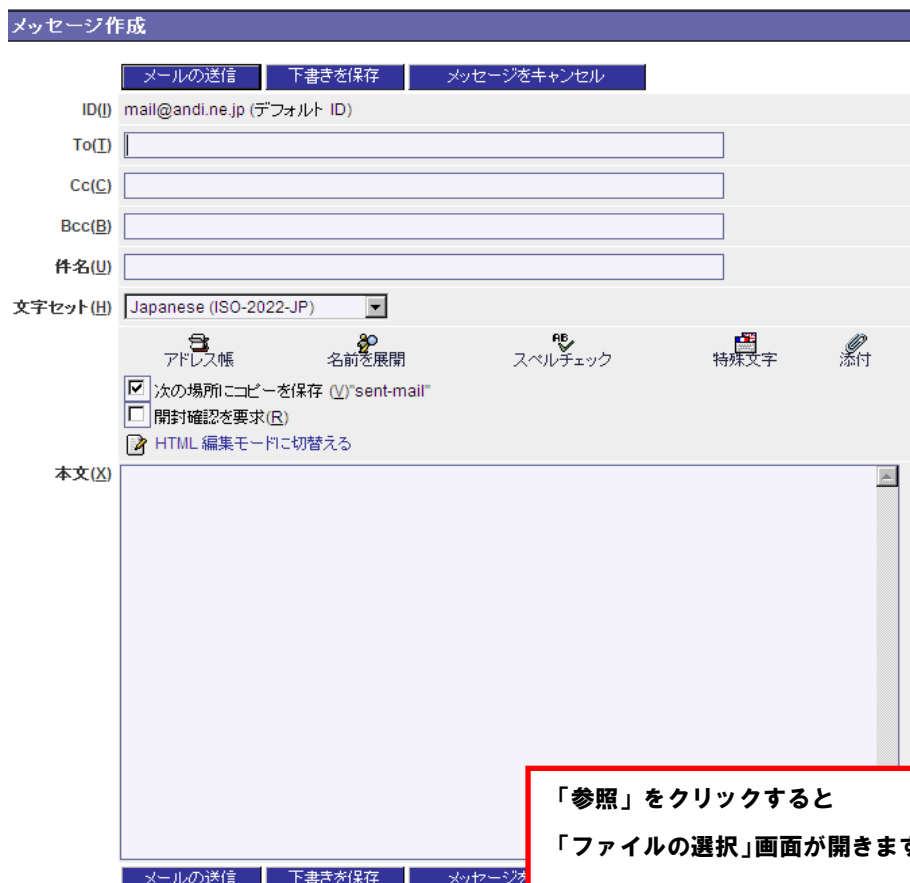 メッセージ作成
メールの送信 下書きを保存 メッセージをキャンセル
ID(I) mail@andi.ne.jp (デフォルト ID)
To(T)
Cc(C)
Bcc(B)
件名(U)
文字セット(H) Japanese (ISO-2022-JP)
アドレス帳 名前を展開 スペルチェック 特殊文字 添付
次の場所にコピーを保存 (V)"sent-mail"
開封確認を要求(R)
HTML 編集モードに切替える
本文(X)
「参照」をクリックすると
「ファイルの選択」画面が開きます
メールの送信 下書きを保存 メッセージを